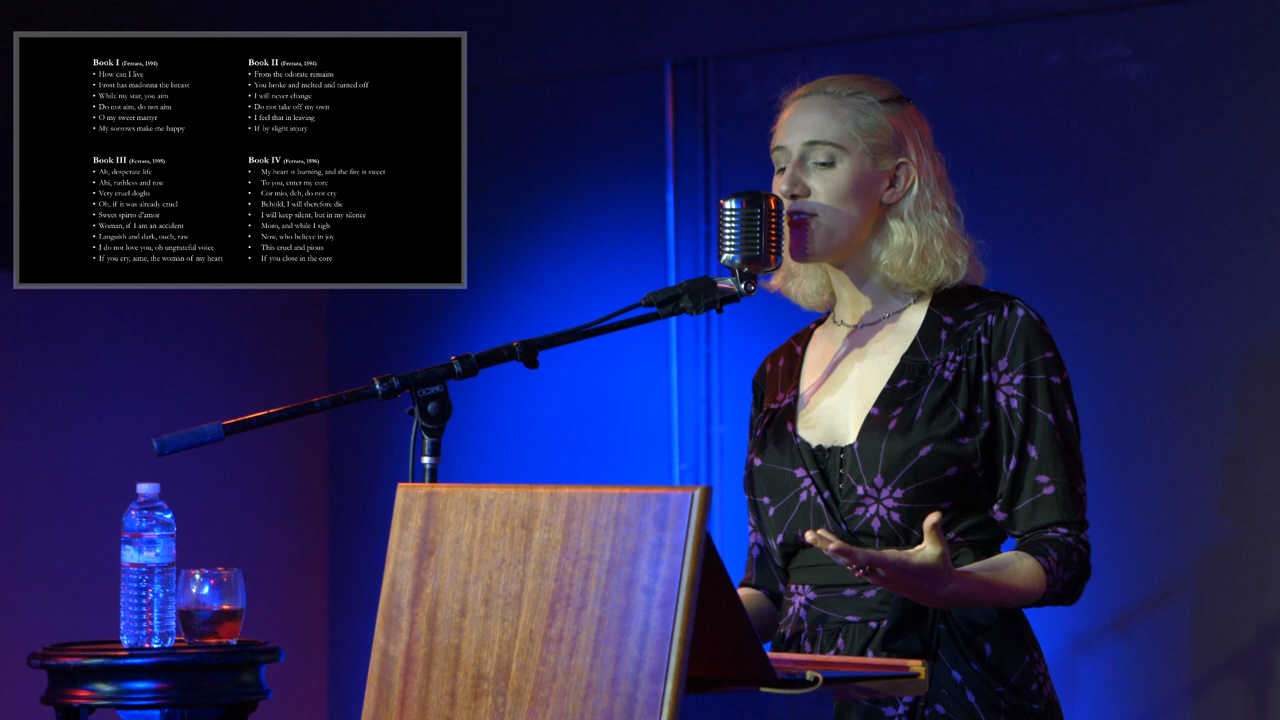 Book I (Ferrara, 1594)
• How can I live
• Frost has madonna the breast
• While my star, you aim
• Do not aim, do not aim
• O my sweet martyr
• My sorrows make me happy
Book II (Ferrara, 1594)
• From the odorate remains
• You broke and melted and turned off
• I will never change
• Do not take off my own
• I feel that in leaving
• If by slight injury
Book III (Ferrara, 1595)
• Ah, desperate life
• Ahi, ruthless and raw
• Very cruel doglia
• Oh, if it was already cruel
• Sweet spirto d'amor
• Woman, if I am an accident
• Languish and dark, ouch, raw
• I do not love you, oh ungrateful voice
• If you cry, aime, the woman of my heart
Book IV (Ferrara, 1596)
• My heart is burning, and the fire is sweet
• To you, enter my core
• Cor mio, deh, do not cry
• Behold, I will therefore die
• I will keep silent, but in my silence
• Moro, and while I sigh
• Now, who believe in joy
• This cruel and pious
• If you close in the core